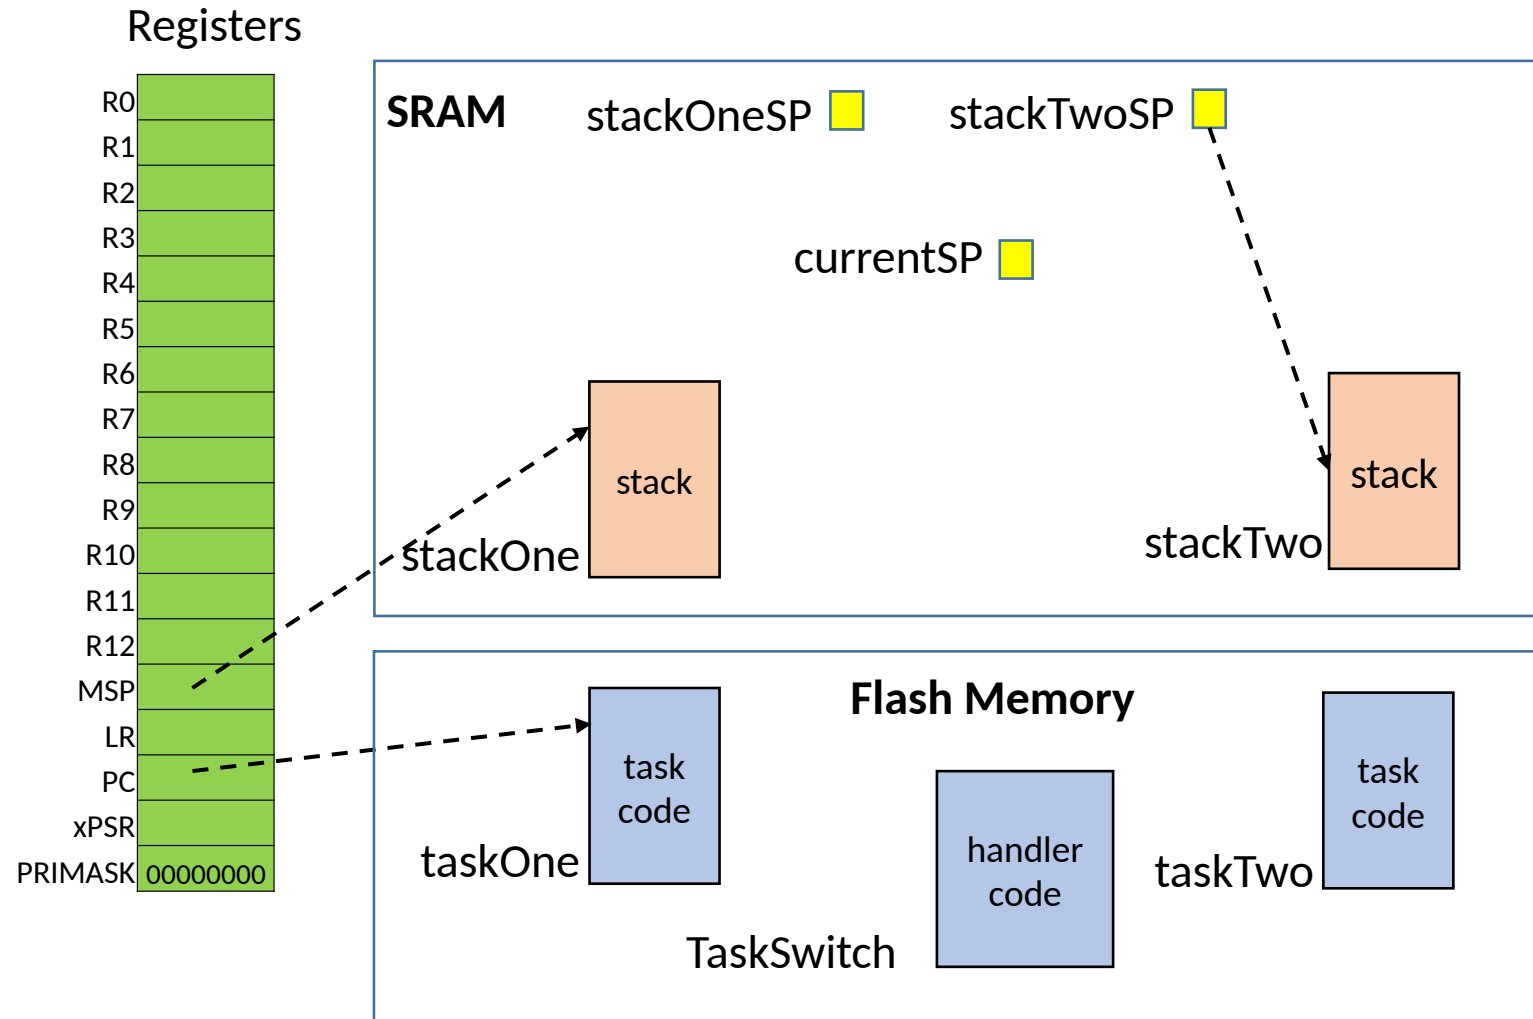 Registers
R0
R1
R2
R3
R4
R5
R6
R7
R8
R9
R10
R11
R12
MSP
LR
PC
xPSR
PRIMASK 00000000
SRAM
stackOneSP
stackTwoSP
currentSP
stack
stackOne
stack
stackTwo
Flash Memory
task
code
taskOne
handler
code
TaskSwitch
task
code
taskTwo